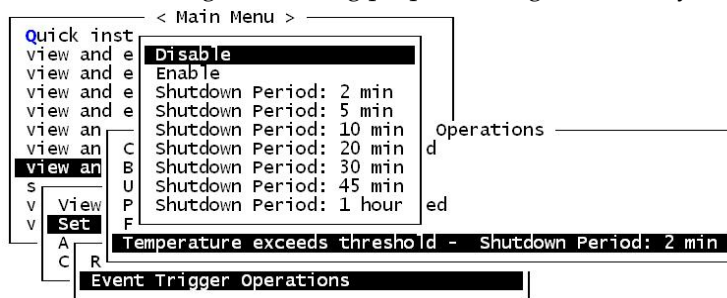 < Main Menu >
Quick inst
view and e Disable
view and e Enable
view and e Shutdown Period: 2 min
view and e Shutdown Period: 5 min
view an Shutdown Period: 10 min Operations
view an C Shutdown Period: 20 min d
view an B Shutdown Period: 30 min
s U Shutdown Period: 45 min
v View P Shutdown Period: 1 hour ed
v Set F
A Temperature exceeds threshold - Shutdown Period: 2 min
C R
Event Trigger Operations